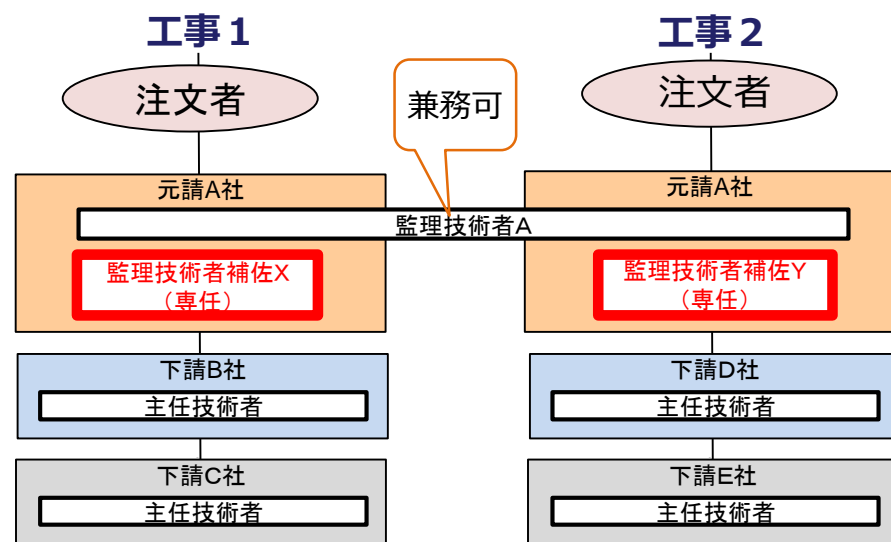 工事1
注文者
元請A社
監理技術者補佐X
（専任）
下請B社
主任技術者
下請C社
主任技術者
兼務可
監理技術者A
工事2
注文者
元請A社
監理技術者補佐Y
（専任）
下請D社
主任技術者
下請E社
主任技術者